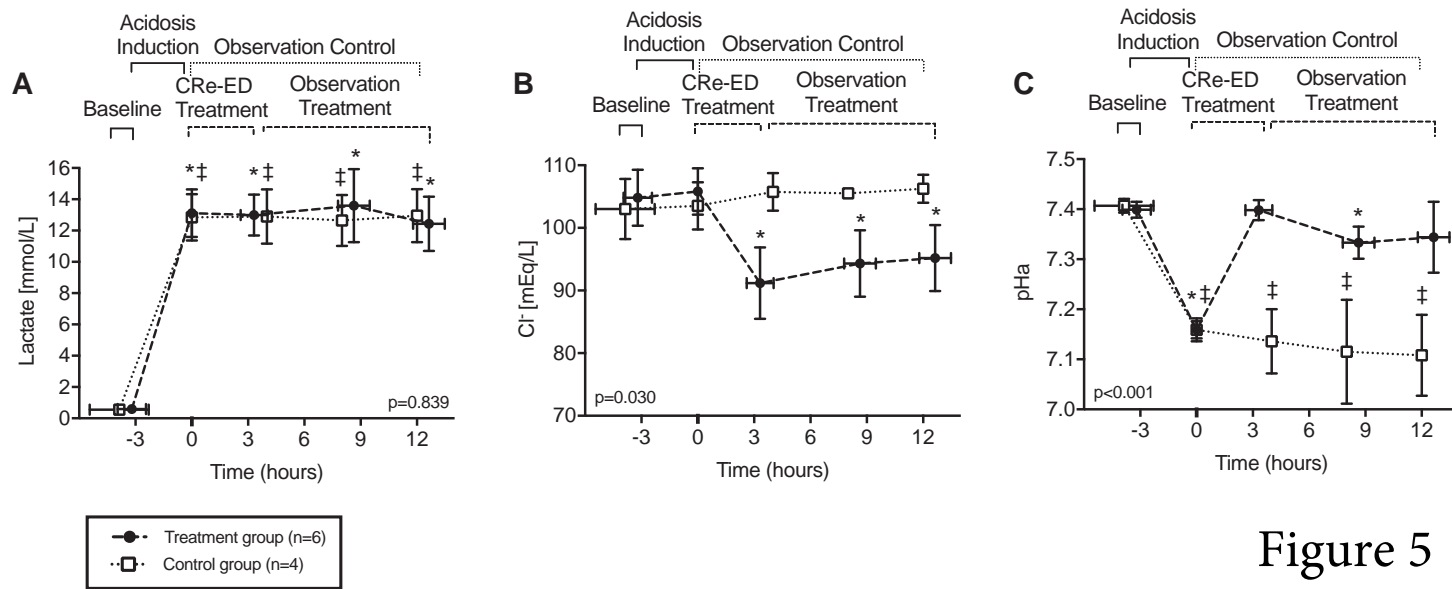 A
Acidosis
Induction
Observation Control
CRe-ED
Treatment
Observation
Treatment
Baseline
*‡ * ‡ ‡ * ‡ *
Lactate [mmol/L]
16
14
12
10
8
6
4
2
0
p=0.839
-3 0 3 6 9 12
Time (hours)
B
Acidosis
Induction
Observation Control
CRe-ED
Treatment
Observation
Treatment
Baseline
* * *
Cl- [mEq/L]
110
100
90
80
70
p=0.030
-3 0 3 6 9 12
Time (hours)
C
Acidosis
Induction
Observation Control
CRe-ED
Treatment
Observation
Treatment
Baseline
*‡ ‡ * ‡ ‡
pHa
7.5
7.4
7.3
7.2
7.1
7.0
p<0.001
-3 0 3 6 9 12
Time (hours)
Treatment group (n=6)
Control group (n=4)
Figure 5